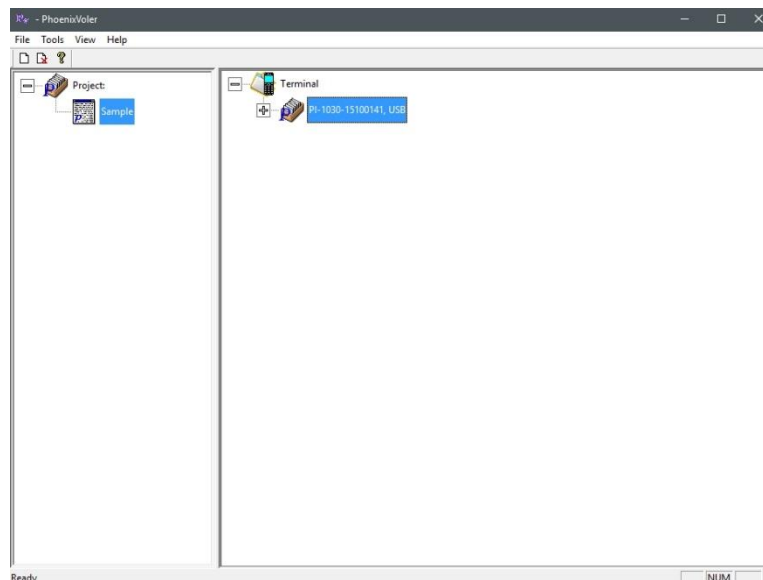 - PhoenixVoler
File Tools View Help
Project:
Sample
Terminal
PI-1030-15100141, USB
Ready
NUM